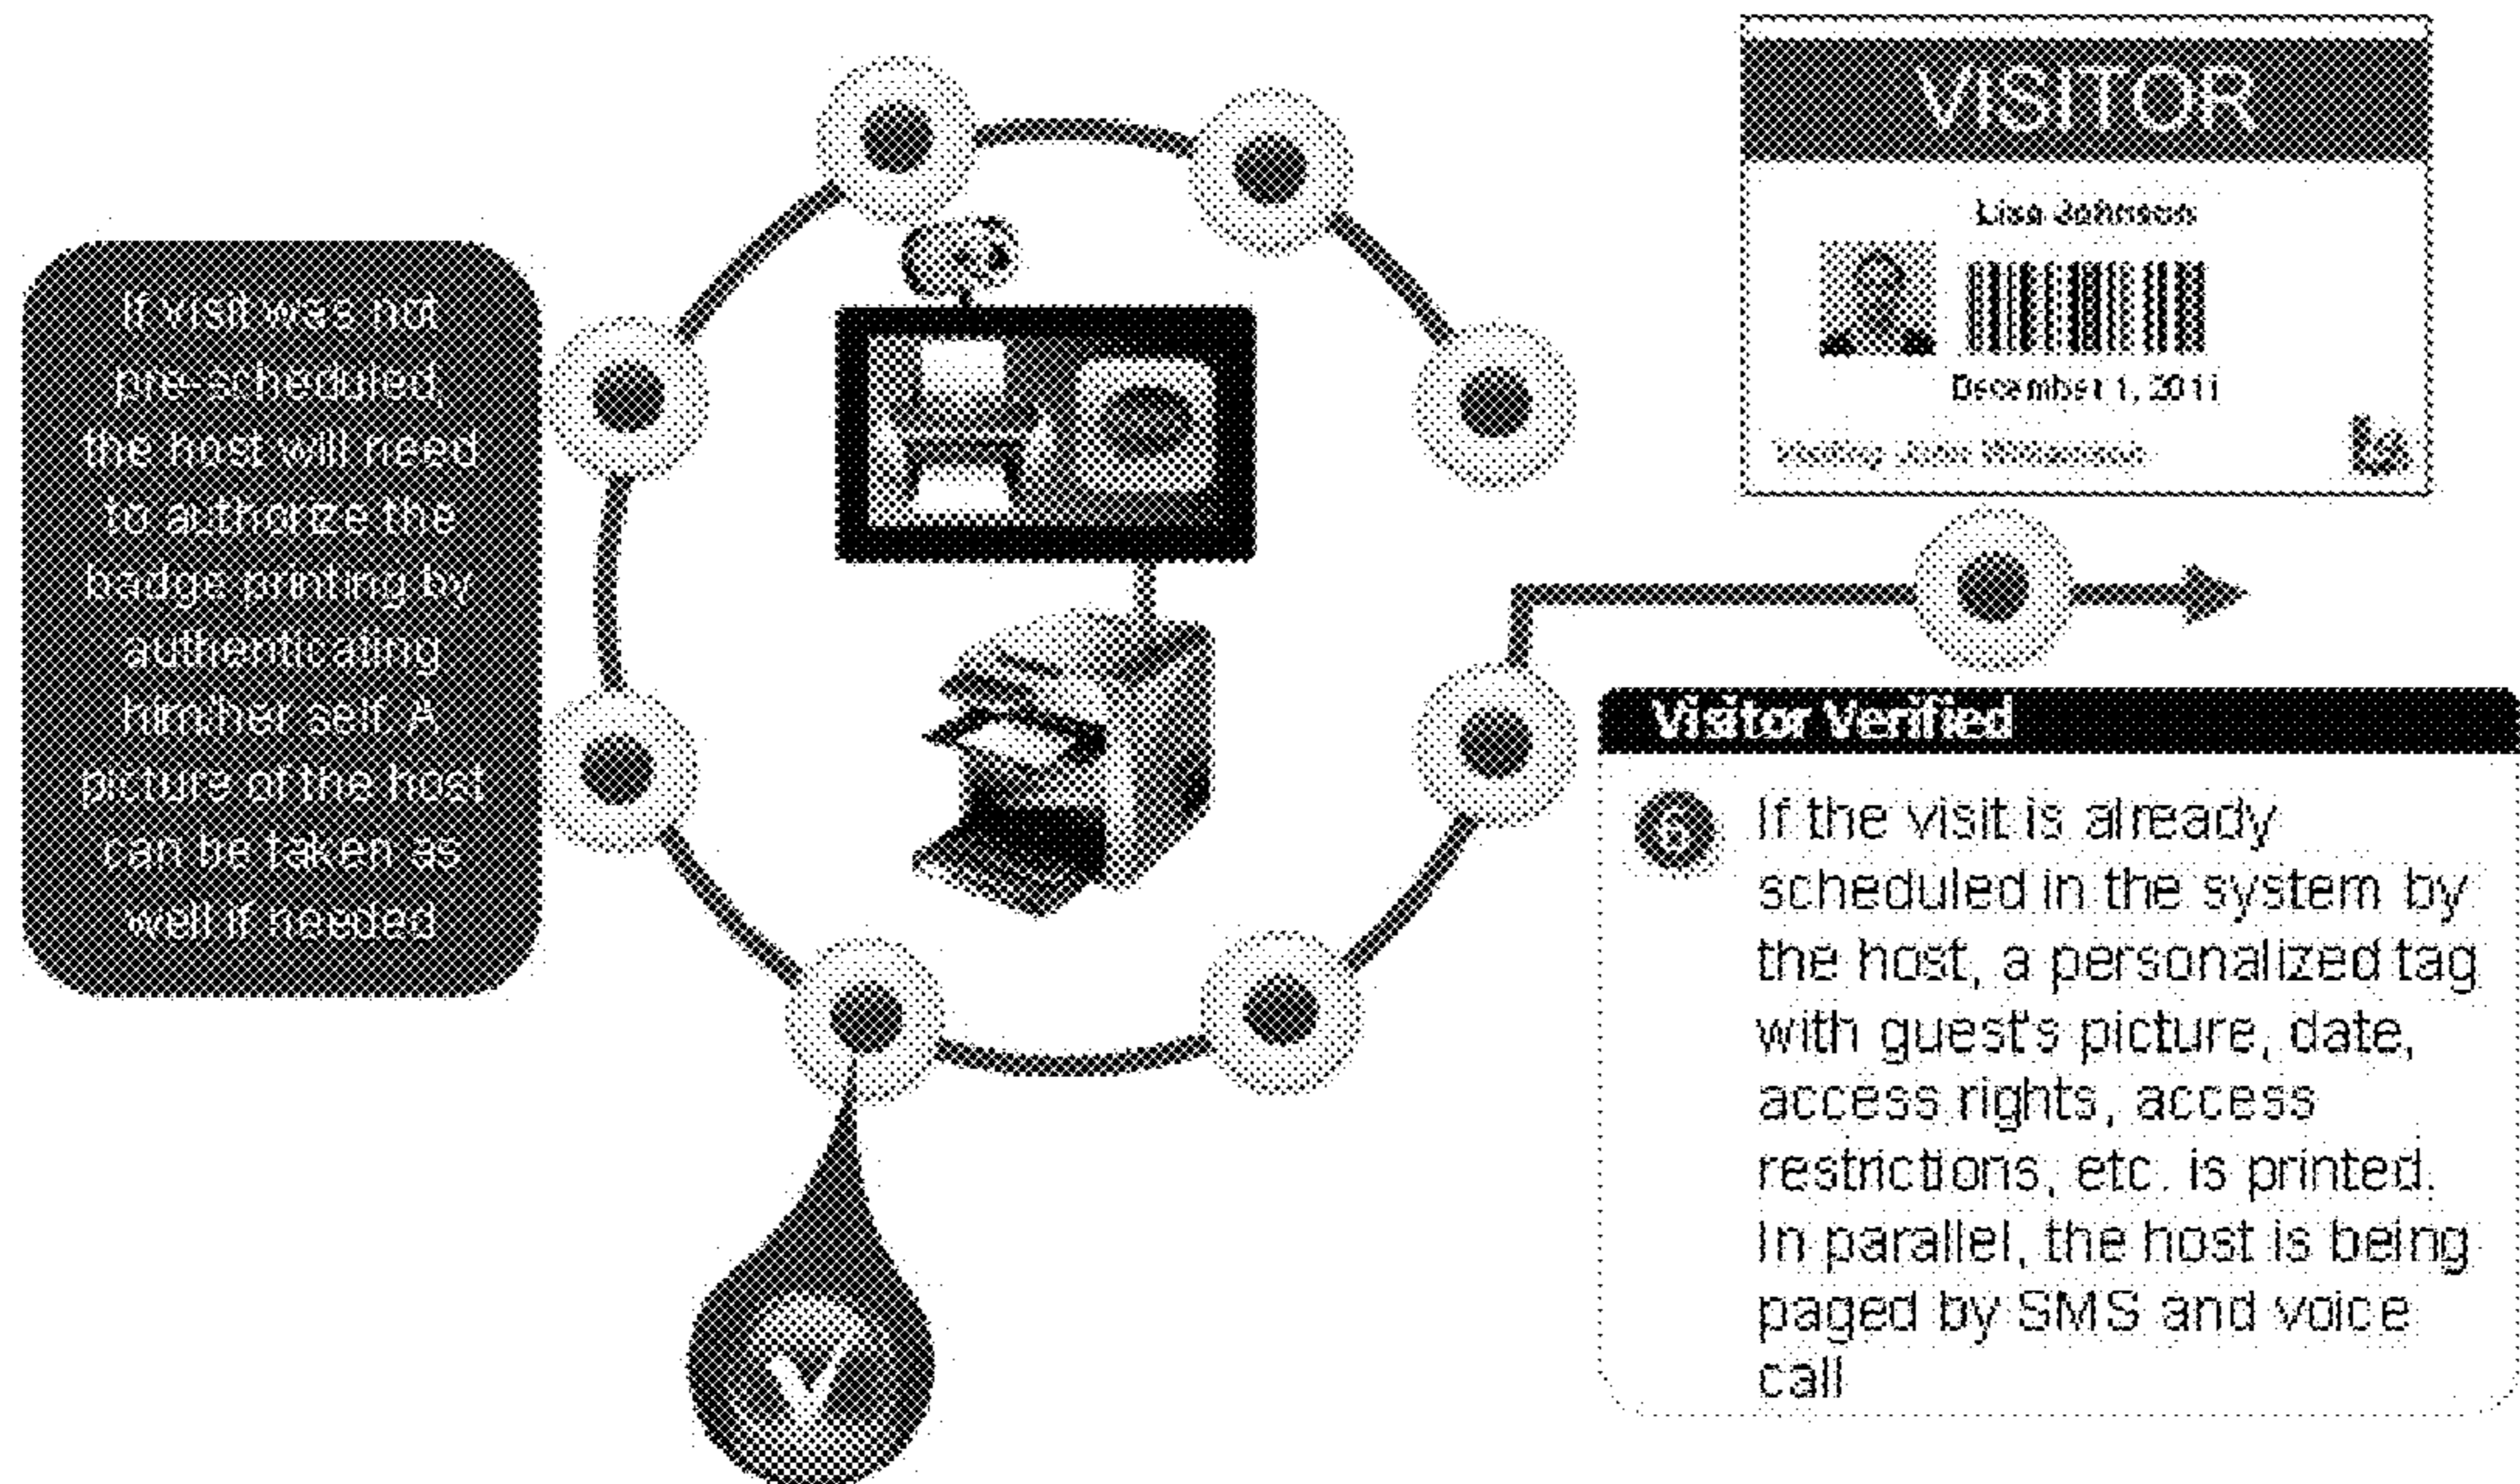 If visit was not
pre-scheduled,
the host will need
to authorize the
badge printing by
authenticating
him/her self. A
picture of the host
can be taken as
well if needed
VISITOR
Lisa Johnson
December 1, 2011
Visiting John
Visitor Verified
6
If the visit is already
scheduled in the system by
the host, a personalized tag
with guest's picture, date,
access rights, access
restrictions, etc. is printed.
In parallel, the host is being
paged by SMS and voice
call